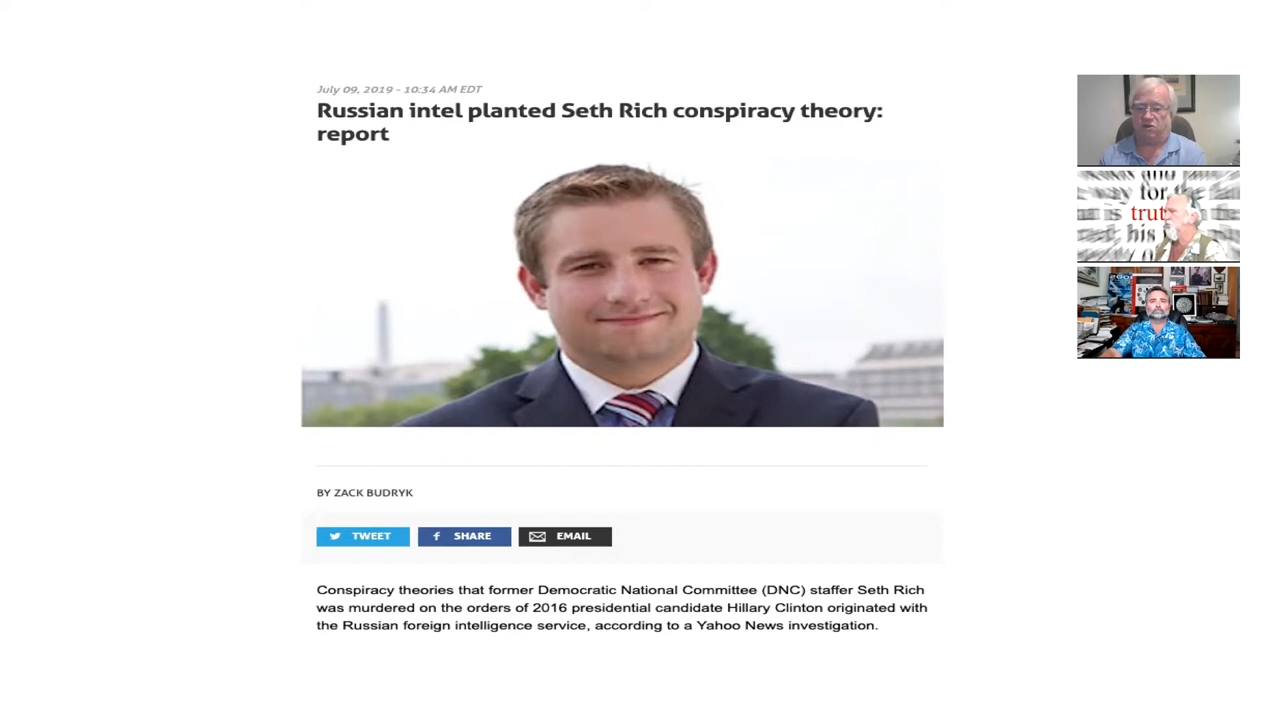 July 09, 2019 - 10:34 AM EDT
Russian intel planted Seth Rich conspiracy theory:
report
BY ZACK BUDRYK
TWEET
SHARE
EMAIL
Conspiracy theories that former Democratic National Committee (DNC) staffer Seth Rich
was murdered on the orders of 2016 presidential candidate Hillary Clinton originated with
the Russian foreign intelligence service, according to a Yahoo News investigation.
way for the
is trut
his